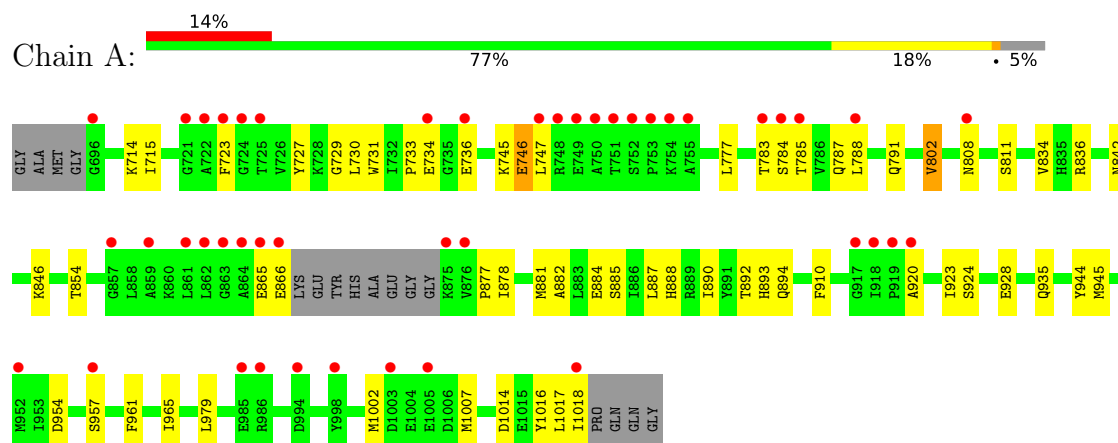 14%
Chain A:
77% 18% • 5%
GLY ALA MET GLY G696 K714 I715 G721 A722 F723 G724 T725 V726 Y727 K728 G729 L730 W731 I732 P733 E734 G735 E736 K745 E746 L747 R748 E749 A750 T751 S752 P753 K754 A755 L777 T783 S784 T785 V786 Q787 L788 Q791 V802 N808 S811 V834 H835 R836 N842
K846 T854 G857 L858 A859 K860 L861 L862 G863 A864 E865 E866 LYS GLU TYR HIS ALA GLU GLY GLY K875 V876 P877 I878 M881 A882 L883 E884 S885 I886 L887 H888 R889 I890 Y891 T892 H893 Q894 F910 G917 I918 P919 A920 I923 S924 E928 Q935 Y944 M945
M952 I953 D954 S957 F961 I965 L979 E985 R986 D994 Y998 M1002 D1003 E1004 E1005 D1006 M1007 D1014 E1015 Y1016 L1017 I1018 PRO GLN GLN GLY